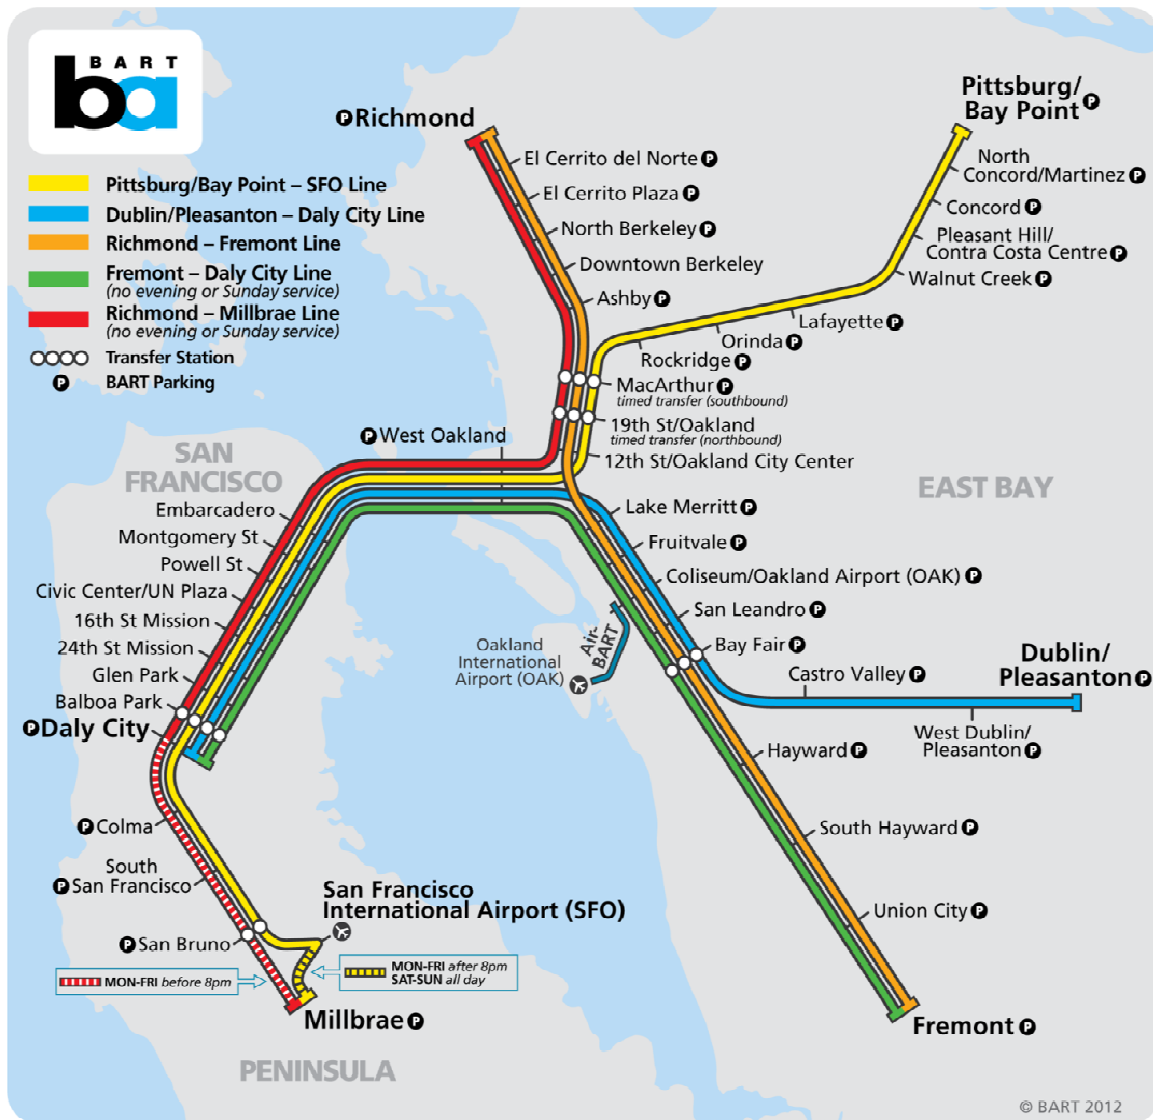 BART
ba
Pittsburg/Bay Point – SFO Line
Dublin/Pleasanton – Daly City Line
Richmond – Fremont Line
Fremont – Daly City Line
(no evening or Sunday service)
Richmond – Millbrae Line
(no evening or Sunday service)
Transfer Station
P BART Parking
P Richmond
El Cerrito del Norte P
El Cerrito Plaza P
North Berkeley P
Downtown Berkeley
Ashby P
Pittsburg/
Bay Point P
North
Concord/Martinez P
Concord P
Pleasant Hill/
Contra Costa Centre P
Walnut Creek P
Lafayette P
Orinda P
Rockridge P
MacArthur P
timed transfer (southbound)
19th St/Oakland
timed transfer (northbound)
12th St/Oakland City Center
P West Oakland
SAN
FRANCISCO
EAST BAY
Embarcadero
Montgomery St
Powell St
Civic Center/UN Plaza
16th St Mission
24th St Mission
Glen Park
Balboa Park
P Daly City
Lake Merritt P
Fruitvale P
Coliseum/Oakland Airport (OAK) P
San Leandro P
Bay Fair P
Air-
BART
Oakland
International
Airport (OAK)
Castro Valley P
Dublin/
Pleasanton P
West Dublin/
Pleasanton P
Hayward P
South Hayward P
Union City P
Fremont P
P Colma
South
P San Francisco
San Francisco
International Airport (SFO)
P San Bruno
MON-FRI before 8pm
MON-FRI after 8pm
SAT-SUN all day
Millbrae P
PENINSULA
© BART 2012